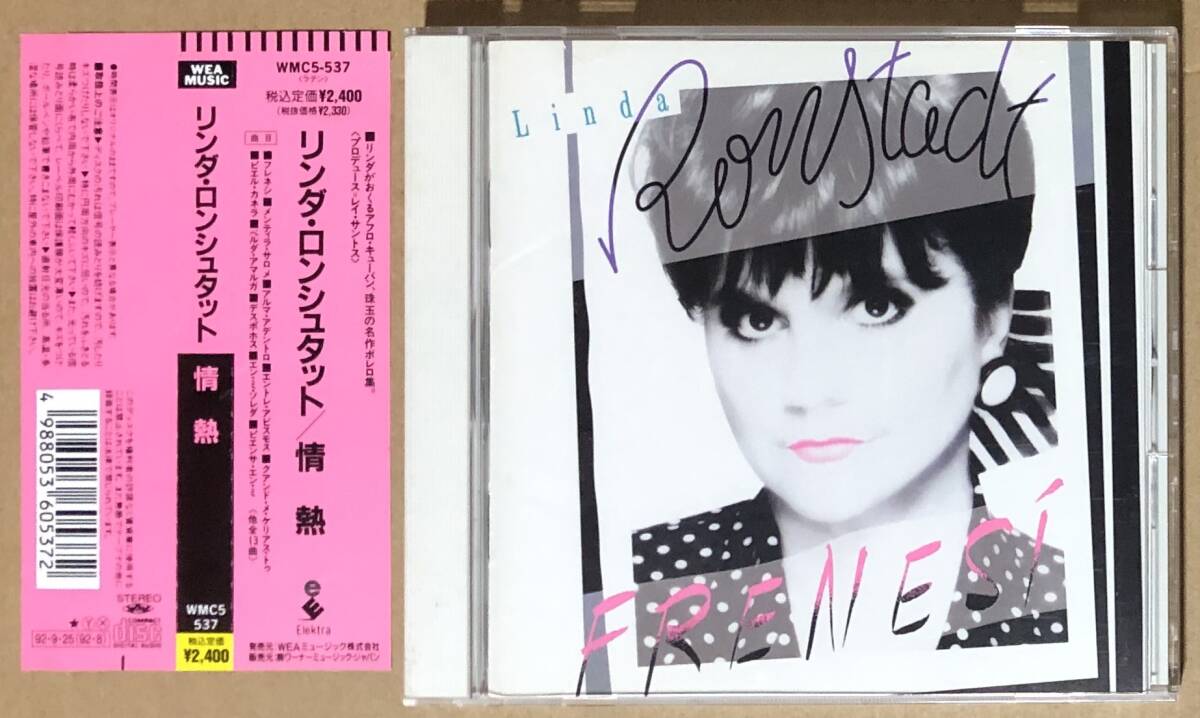 WEA
MUSIC
リンダ・ロンシュタット
情熱
WMC5
537
税込定価
¥2,400
WMC5-537
〈ラテン〉
税込定価¥2,400
(税抜価格¥2,330)
■リンダがおくるアフロ・キューバン、珠玉の名作ボレロ集。
〈プロデュース=レイ・サントス〉
リンダ・ロンシュタット/情熱
曲目
■フレネシ■メンティラ・サロメ■アルマ・アデントロ■エントレ・アビスモス■クアンド・メ・ケリアス・トゥ
■ピエル・カネラ■ベルダ・アマルガ■デスポホス■エン・ミ・ソレダ■ピエンサ・エン・ミ 〈他全13曲〉
e
Elektra
発売元:WEAミュージック株式会社
販売元:㈱ワーナーミュージック・ジャパン
4 988053 605372
STEREO
★ Y X
92・9・25(92・8)
COMPACT
disc
DIGITAL AUDIO
Linda
Ronstadt
FRENESÍ